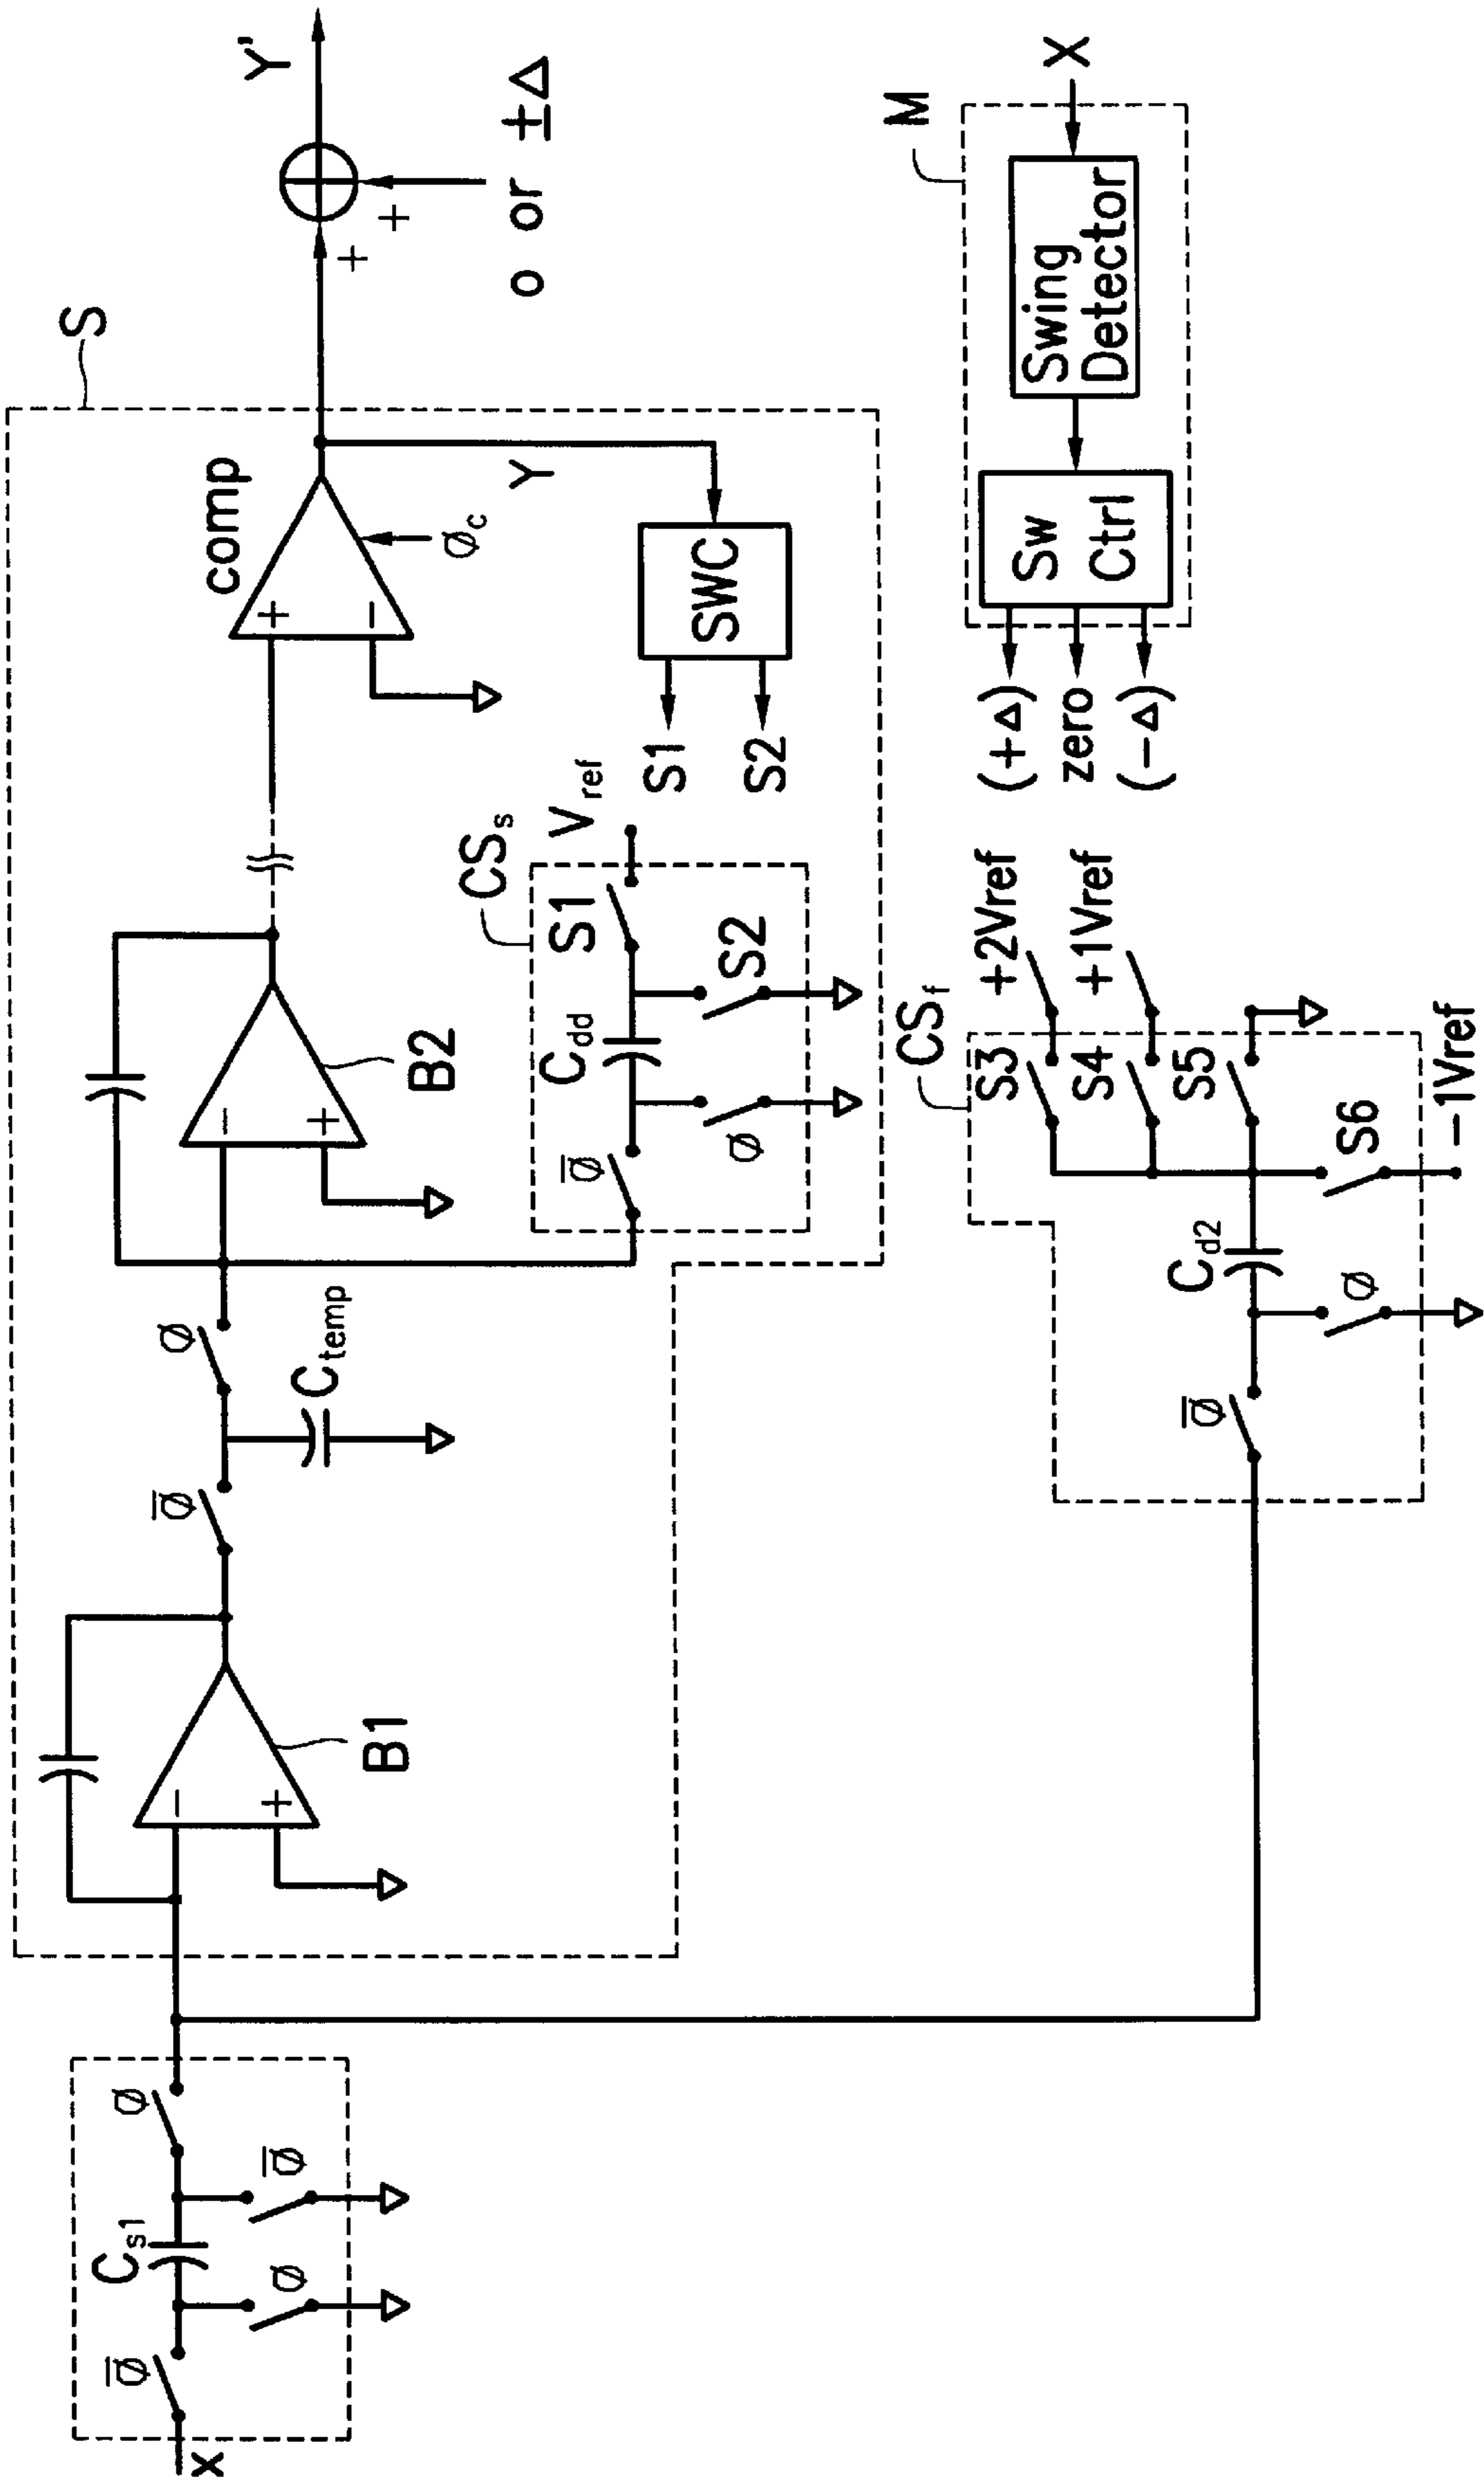 S
comp
Y'
+
+
o or ±Δ
+
−
Øc
Y
SWC
S1
S2
B2
−
+
CSs
Vref
S1
S2
Cdd
Ø̅
Ø
Ø
Ctemp
Ø̅
B1
−
+
x
Ø̅
Cs1
Ø
Ø̅
Ø
CSf
+2Vref
+1Vref
S3
S4
S5
S6
−1Vref
Cd2
Ø
Ø̅
M
X
Swing
Detector
Sw
Ctrl
(+Δ)
zero
(−Δ)